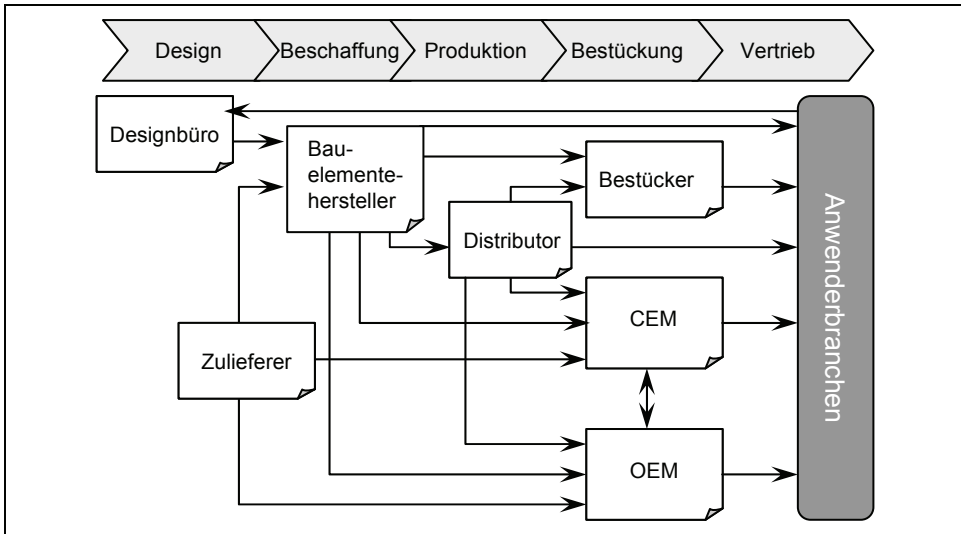 Design
Beschaffung
Produktion
Bestückung
Vertrieb
Designbüro
Bau-
elemente-
hersteller
Bestücker
Distributor
Zulieferer
CEM
OEM
Anwenderbranchen